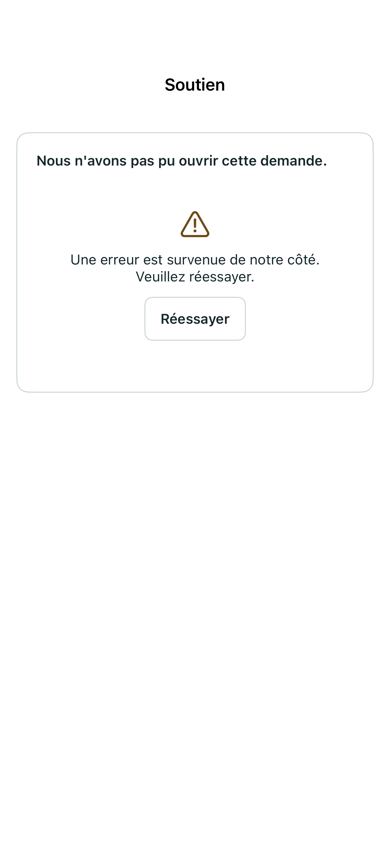 Soutien
Nous n'avons pas pu ouvrir cette demande.
Une erreur est survenue de notre côté.
Veuillez réessayer.
Réessayer